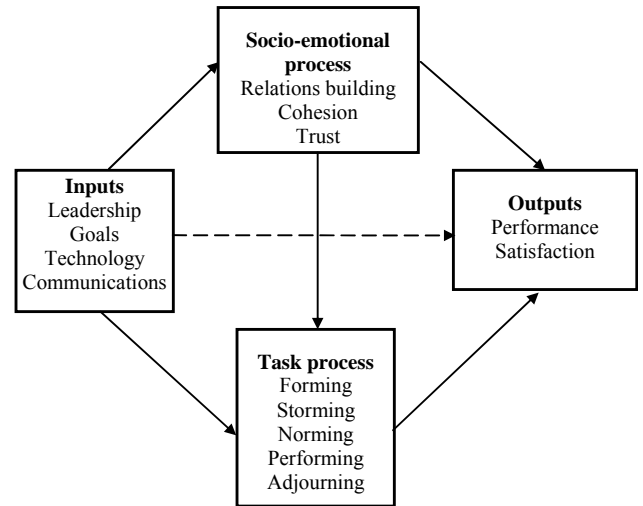 Socio-emotional
process
Relations building
Cohesion
Trust
Inputs
Leadership
Goals
Technology
Communications
Outputs
Performance
Satisfaction
Task process
Forming
Storming
Norming
Performing
Adjourning